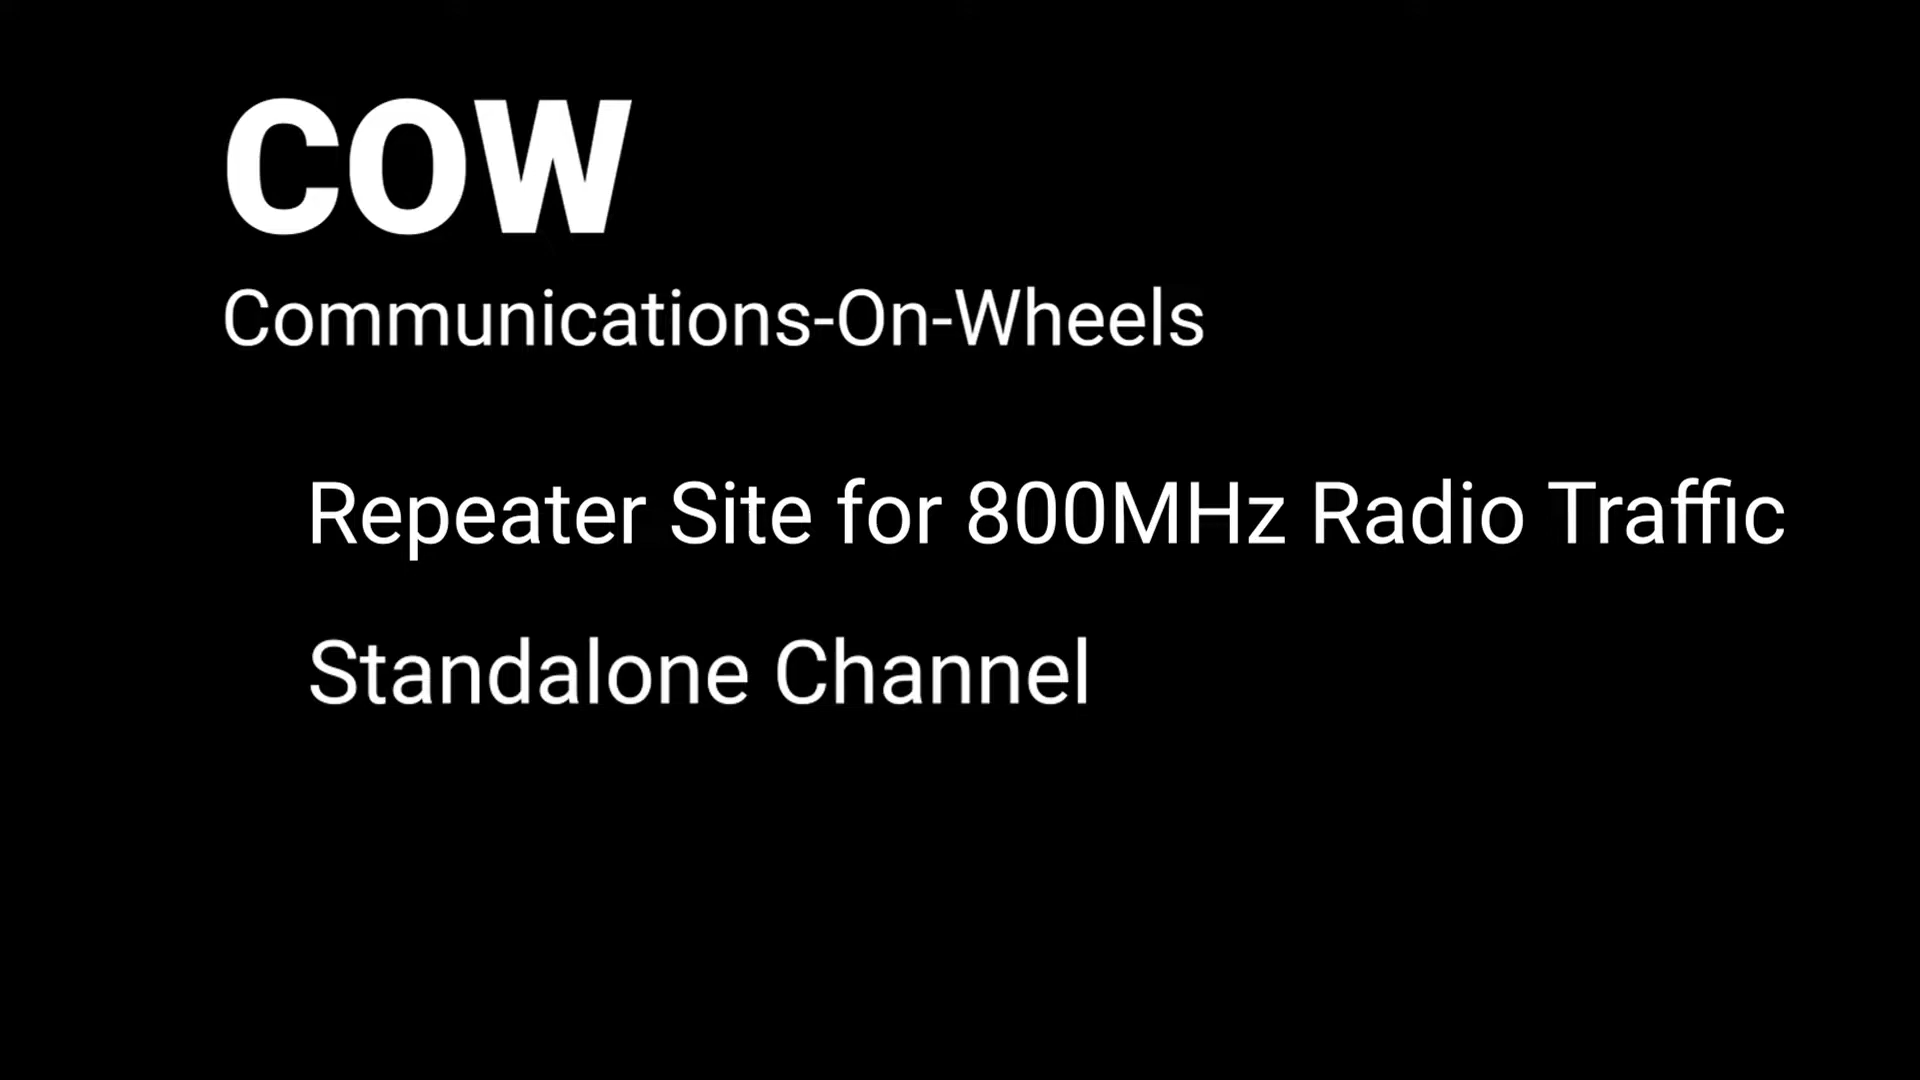 COW
Communications-On-Wheels
Repeater Site for 800MHz Radio Traffic
Standalone Channel